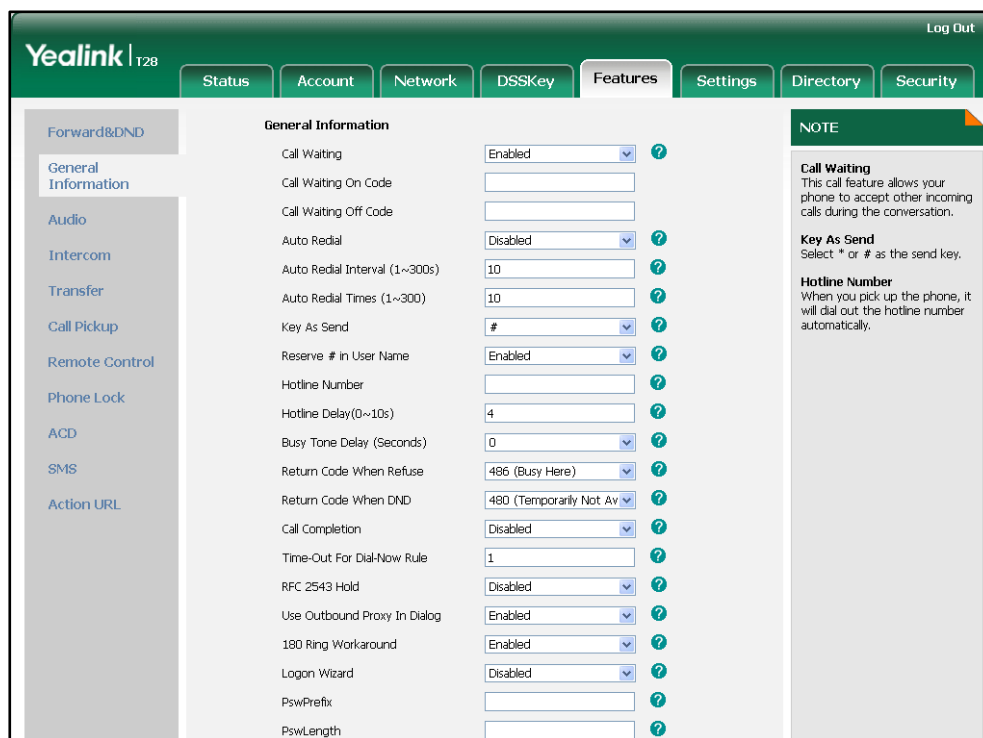 Log Out
Yealink T28
Status Account Network DSSKey Features Settings Directory Security
Forward&DND
General Information
Audio
Intercom
Transfer
Call Pickup
Remote Control
Phone Lock
ACD
SMS
Action URL
General Information
Call Waiting Enabled ?
Call Waiting On Code
Call Waiting Off Code
Auto Redial Disabled ?
Auto Redial Interval (1~300s) 10 ?
Auto Redial Times (1~300) 10 ?
Key As Send # ?
Reserve # in User Name Enabled ?
Hotline Number ?
Hotline Delay(0~10s) 4 ?
Busy Tone Delay (Seconds) 0 ?
Return Code When Refuse 486 (Busy Here) ?
Return Code When DND 480 (Temporarily Not Av ?
Call Completion Disabled ?
Time-Out For Dial-Now Rule 1 ?
RFC 2543 Hold Disabled ?
Use Outbound Proxy In Dialog Enabled ?
180 Ring Workaround Enabled ?
Logon Wizard Disabled ?
PswPrefix ?
PswLength ?
NOTE
Call Waiting
This call feature allows your
phone to accept other incoming
calls during the conversation.
Key As Send
Select * or # as the send key.
Hotline Number
When you pick up the phone, it
will dial out the hotline number
automatically.